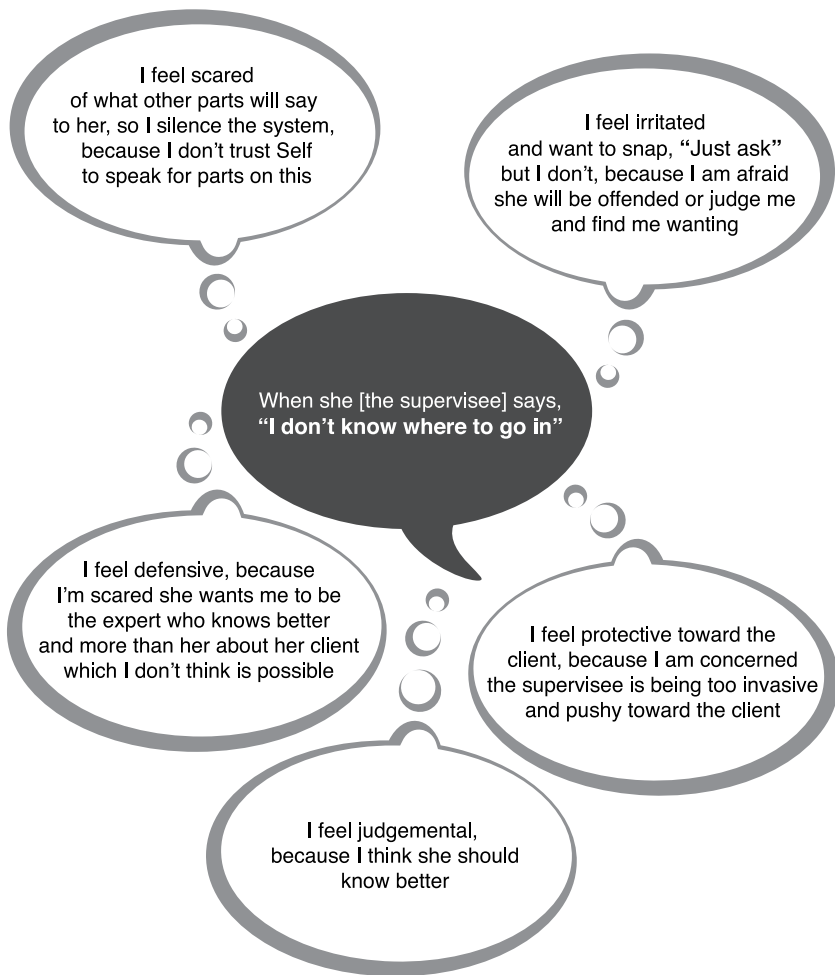 I feel scared
of what other parts will say
to her, so I silence the system,
because I don't trust Self
to speak for parts on this
I feel irritated
and want to snap, “Just ask”
but I don't, because I am afraid
she will be offended or judge me
and find me wanting
When she [the supervisee] says,
“I don't know where to go in”
I feel defensive, because
I'm scared she wants me to be
the expert who knows better
and more than her about her client
which I don't think is possible
I feel protective toward the
client, because I am concerned
the supervisee is being too invasive
and pushy toward the client
I feel judgemental,
because I think she should
know better